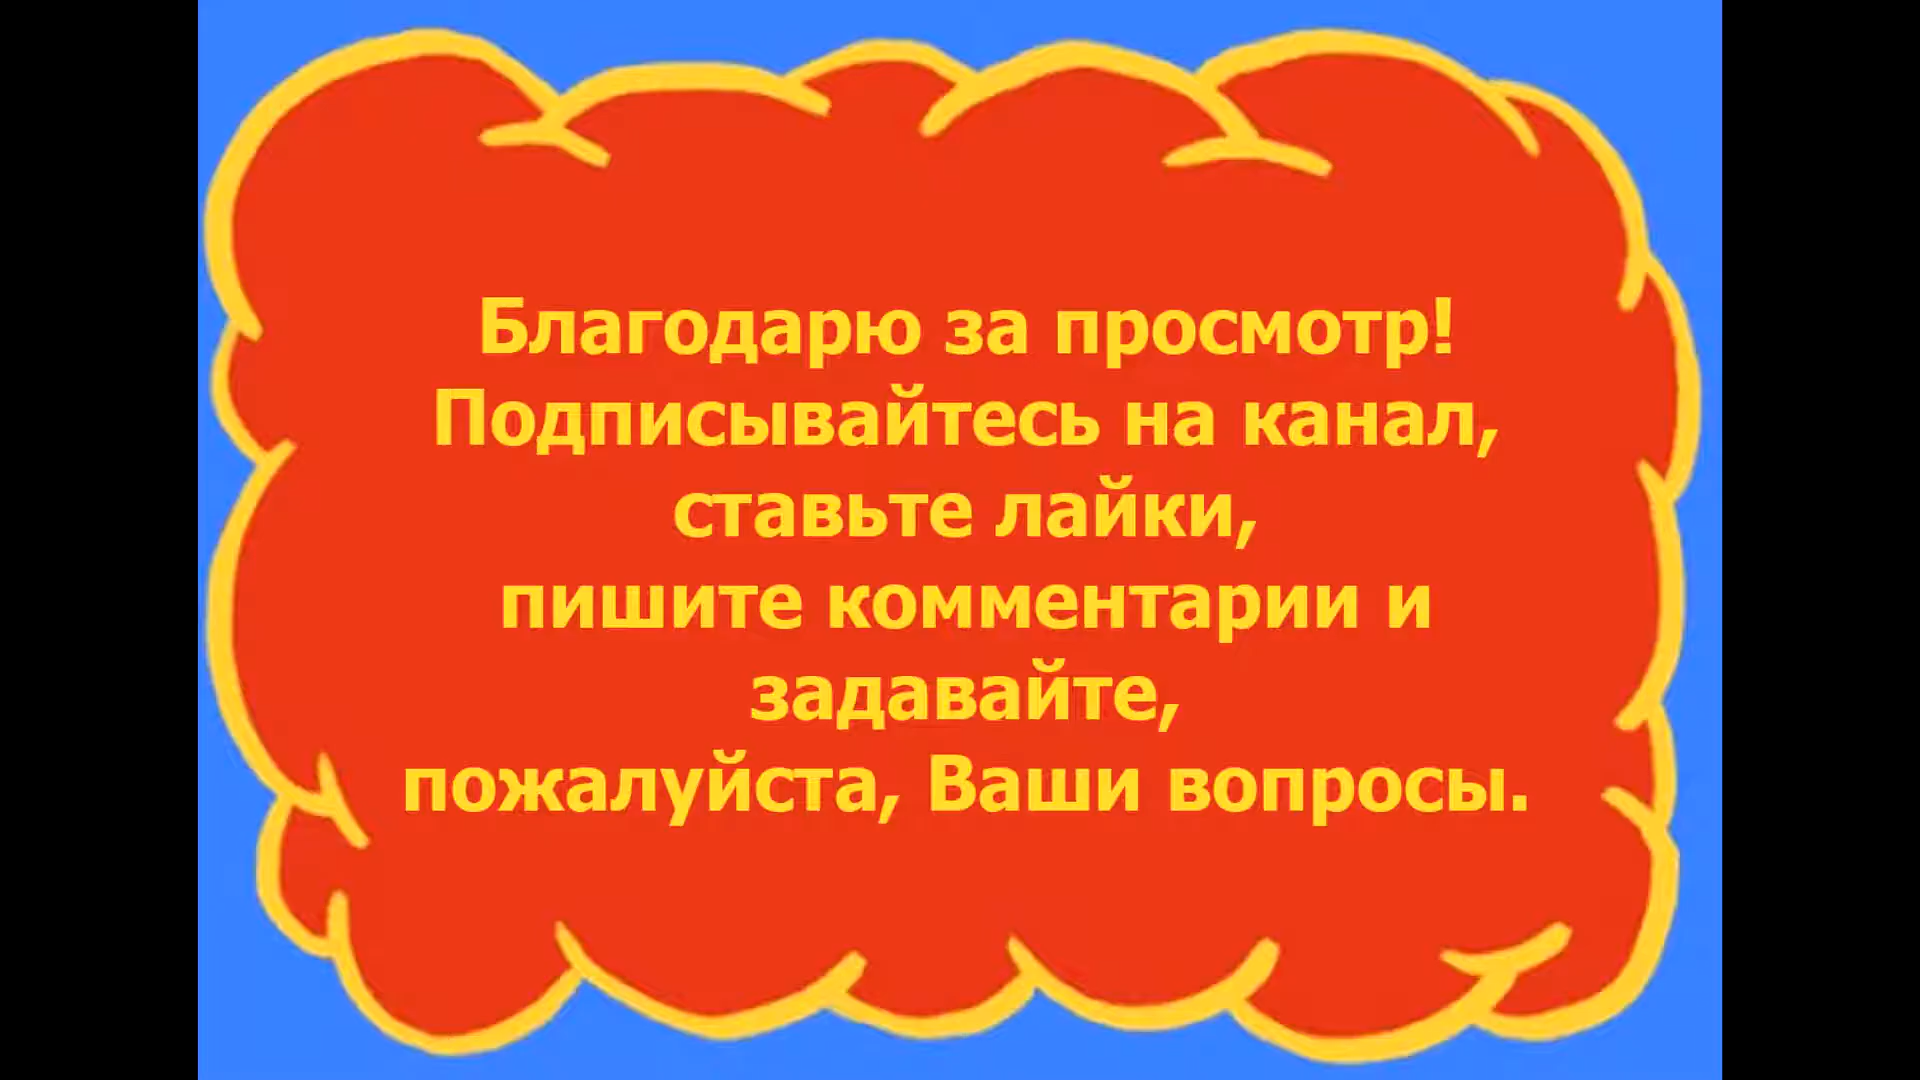 Благодарю за просмотр!
Подписывайтесь на канал,
ставьте лайки,
пишите комментарии и
задавайте,
пожалуйста, Ваши вопросы.